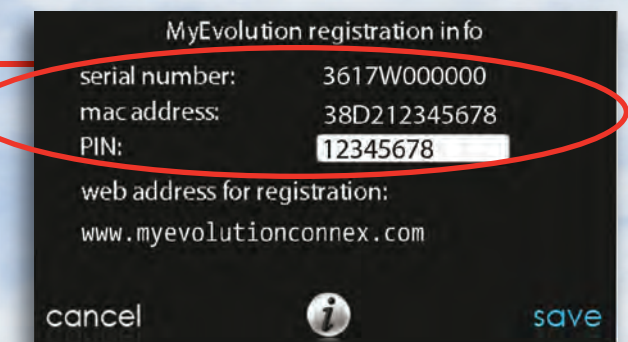 MyEvolution registration info
serial number: 3617W000000
mac address: 38D212345678
PIN: 12345678
web address for registration:
www.myevolutionconnex.com
cancel i save